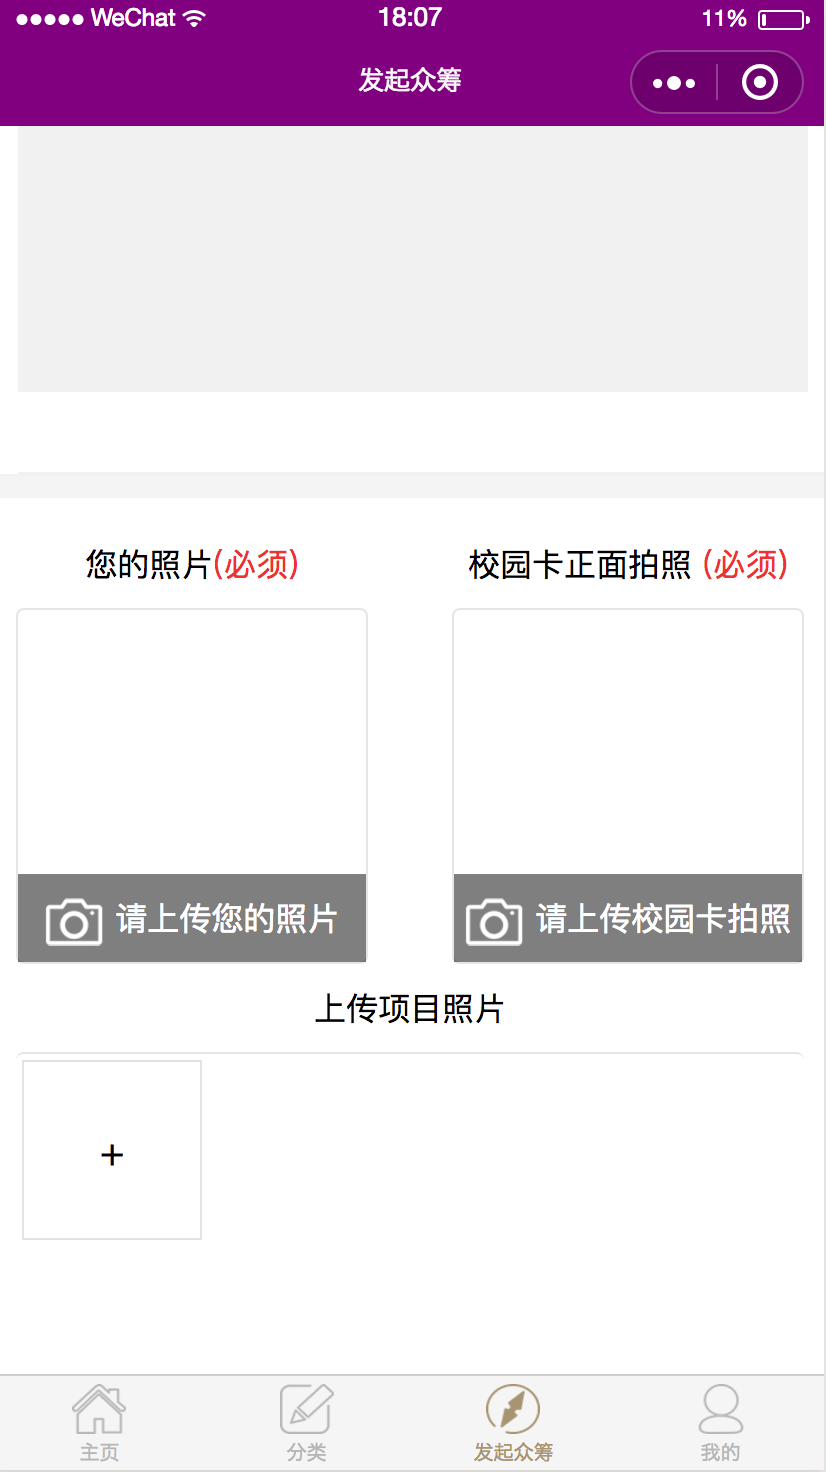 WeChat 18:07 11%
发起众筹
您的照片(必须) 校园卡正面拍照 (必须)
请上传您的照片 请上传校园卡拍照
上传项目照片
+
主页 分类 发起众筹 我的